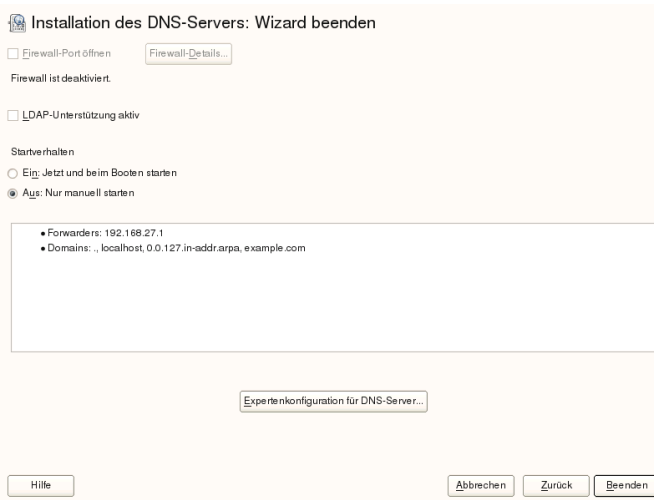 Installation des DNS-Servers: Wizard beenden
Firewall-Port öffnen Firewall-Details...
Firewall ist deaktiviert.
LDAP-Unterstützung aktiv
Startverhalten
Ein: Jetzt und beim Booten starten
Aus: Nur manuell starten
• Forwarders: 192.168.27.1
• Domains: ., localhost, 0.0.127.in-addr.arpa, example.com
Expertenkonfiguration für DNS-Server...
Hilfe Abbrechen Zurück Beenden